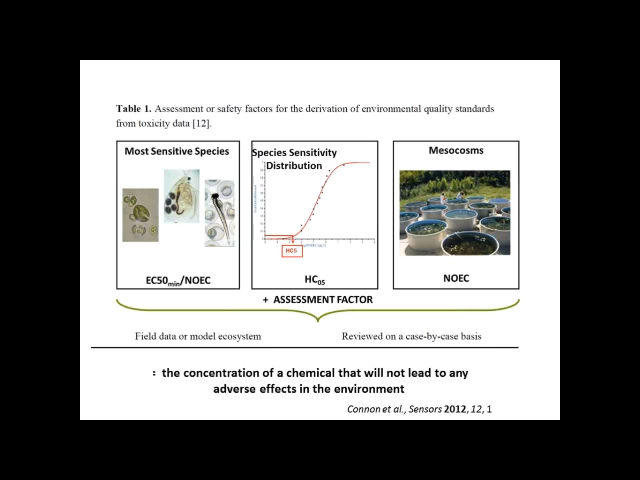 Table 1. Assessment or safety factors for the derivation of environmental quality standards
from toxicity data [12].
Most Sensitive Species
Species Sensitivity
Distribution
Mesocosms
HC5
EC50min/NOEC
HC05
NOEC
+ ASSESSMENT FACTOR
Field data or model ecosystem
Reviewed on a case-by-case basis
: the concentration of a chemical that will not lead to any
adverse effects in the environment
Connon et al., Sensors 2012, 12, 1